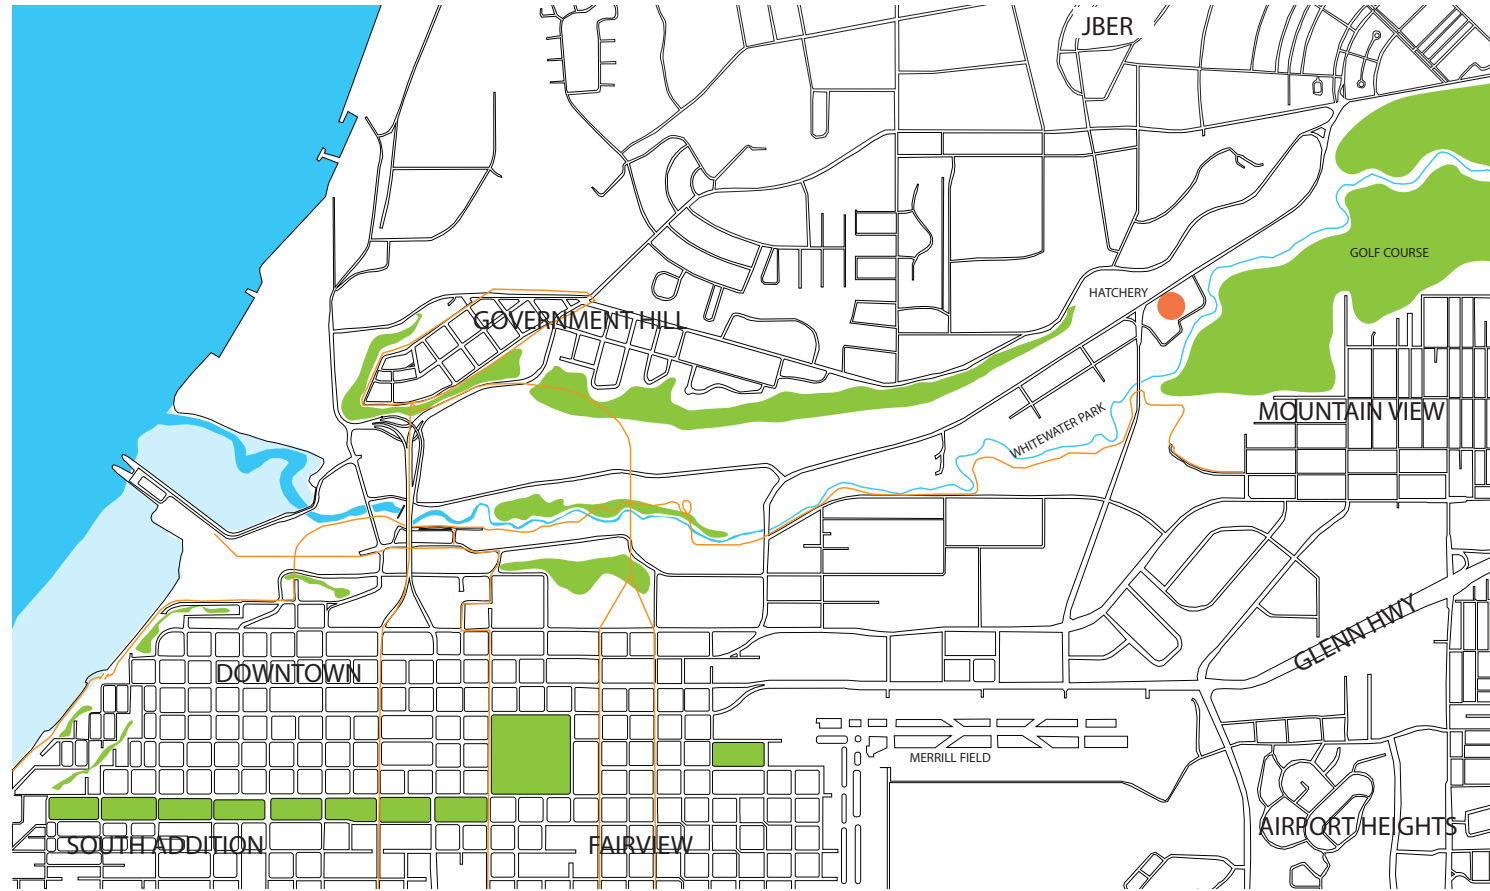 JBER
GOLF COURSE
HATCHERY
GOVERNMENT HILL
MOUNTAIN VIEW
WHITEWATER PARK
GLENN HWY
DOWNTOWN
MERRILL FIELD
AIRPORT HEIGHTS
SOUTH ADDITION
FAIRVIEW